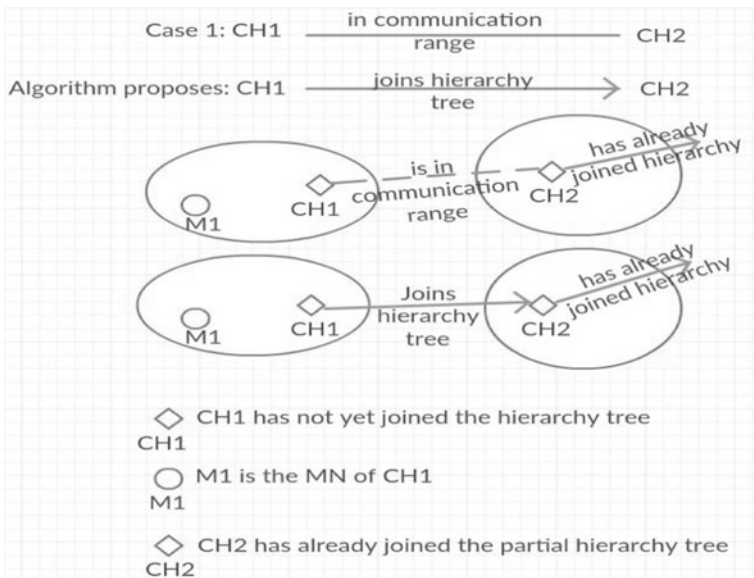 Case 1: CH1 in communication range CH2
Algorithm proposes: CH1 joins hierarchy tree CH2
CH1
M1
is in
communication
range
CH2
has already
joined hierarchy
CH1
M1
Joins
hierarchy
tree
CH2
has already
joined hierarchy
CH1 has not yet joined the hierarchy tree
CH1
M1 is the MN of CH1
M1
CH2 has already joined the partial hierarchy tree
CH2